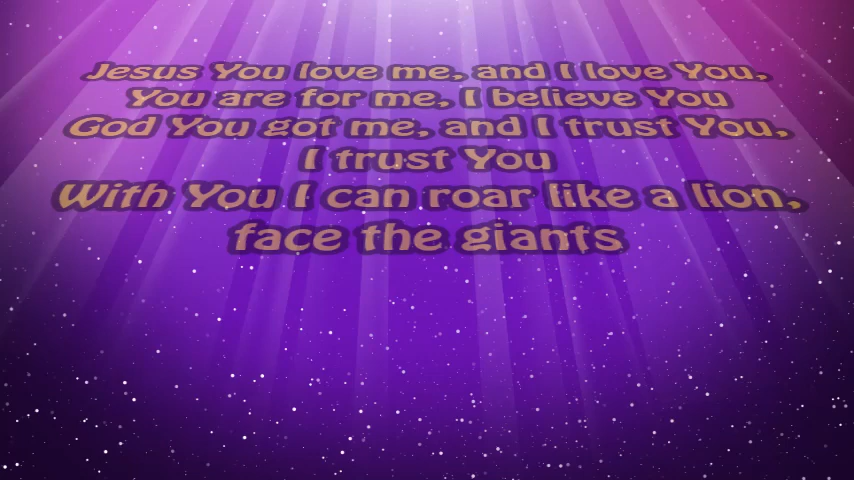 Jesus You love me, and I love You,
You are for me, I believe You
God You got me, and I trust You,
I trust You
With You I can roar like a lion,
face the giants